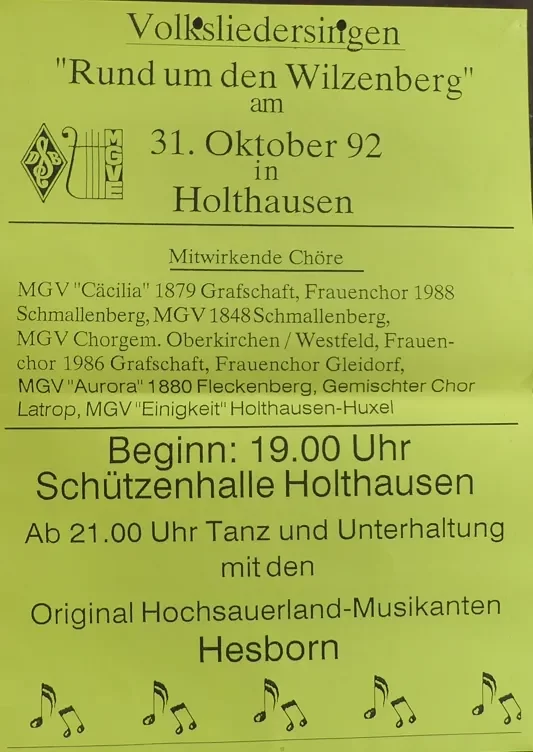 Volksliedersingen
"Rund um den Wilzenberg"
am
31. Oktober 92
in
Holthausen
DSB
MGVE
Mitwirkende Chöre
MGV "Cäcilia" 1879 Grafschaft, Frauenchor 1988
Schmallenberg, MGV 1848 Schmallenberg,
MGV Chorgem. Oberkirchen / Westfeld, Frauen-
chor 1986 Grafschaft, Frauenchor Gleidorf,
MGV "Aurora" 1880 Fleckenberg, Gemischter Chor
Latrop, MGV "Einigkeit" Holthausen-Huxel
Beginn: 19.00 Uhr
Schützenhalle Holthausen
Ab 21.00 Uhr Tanz und Unterhaltung
mit den
Original Hochsauerland-Musikanten
Hesborn